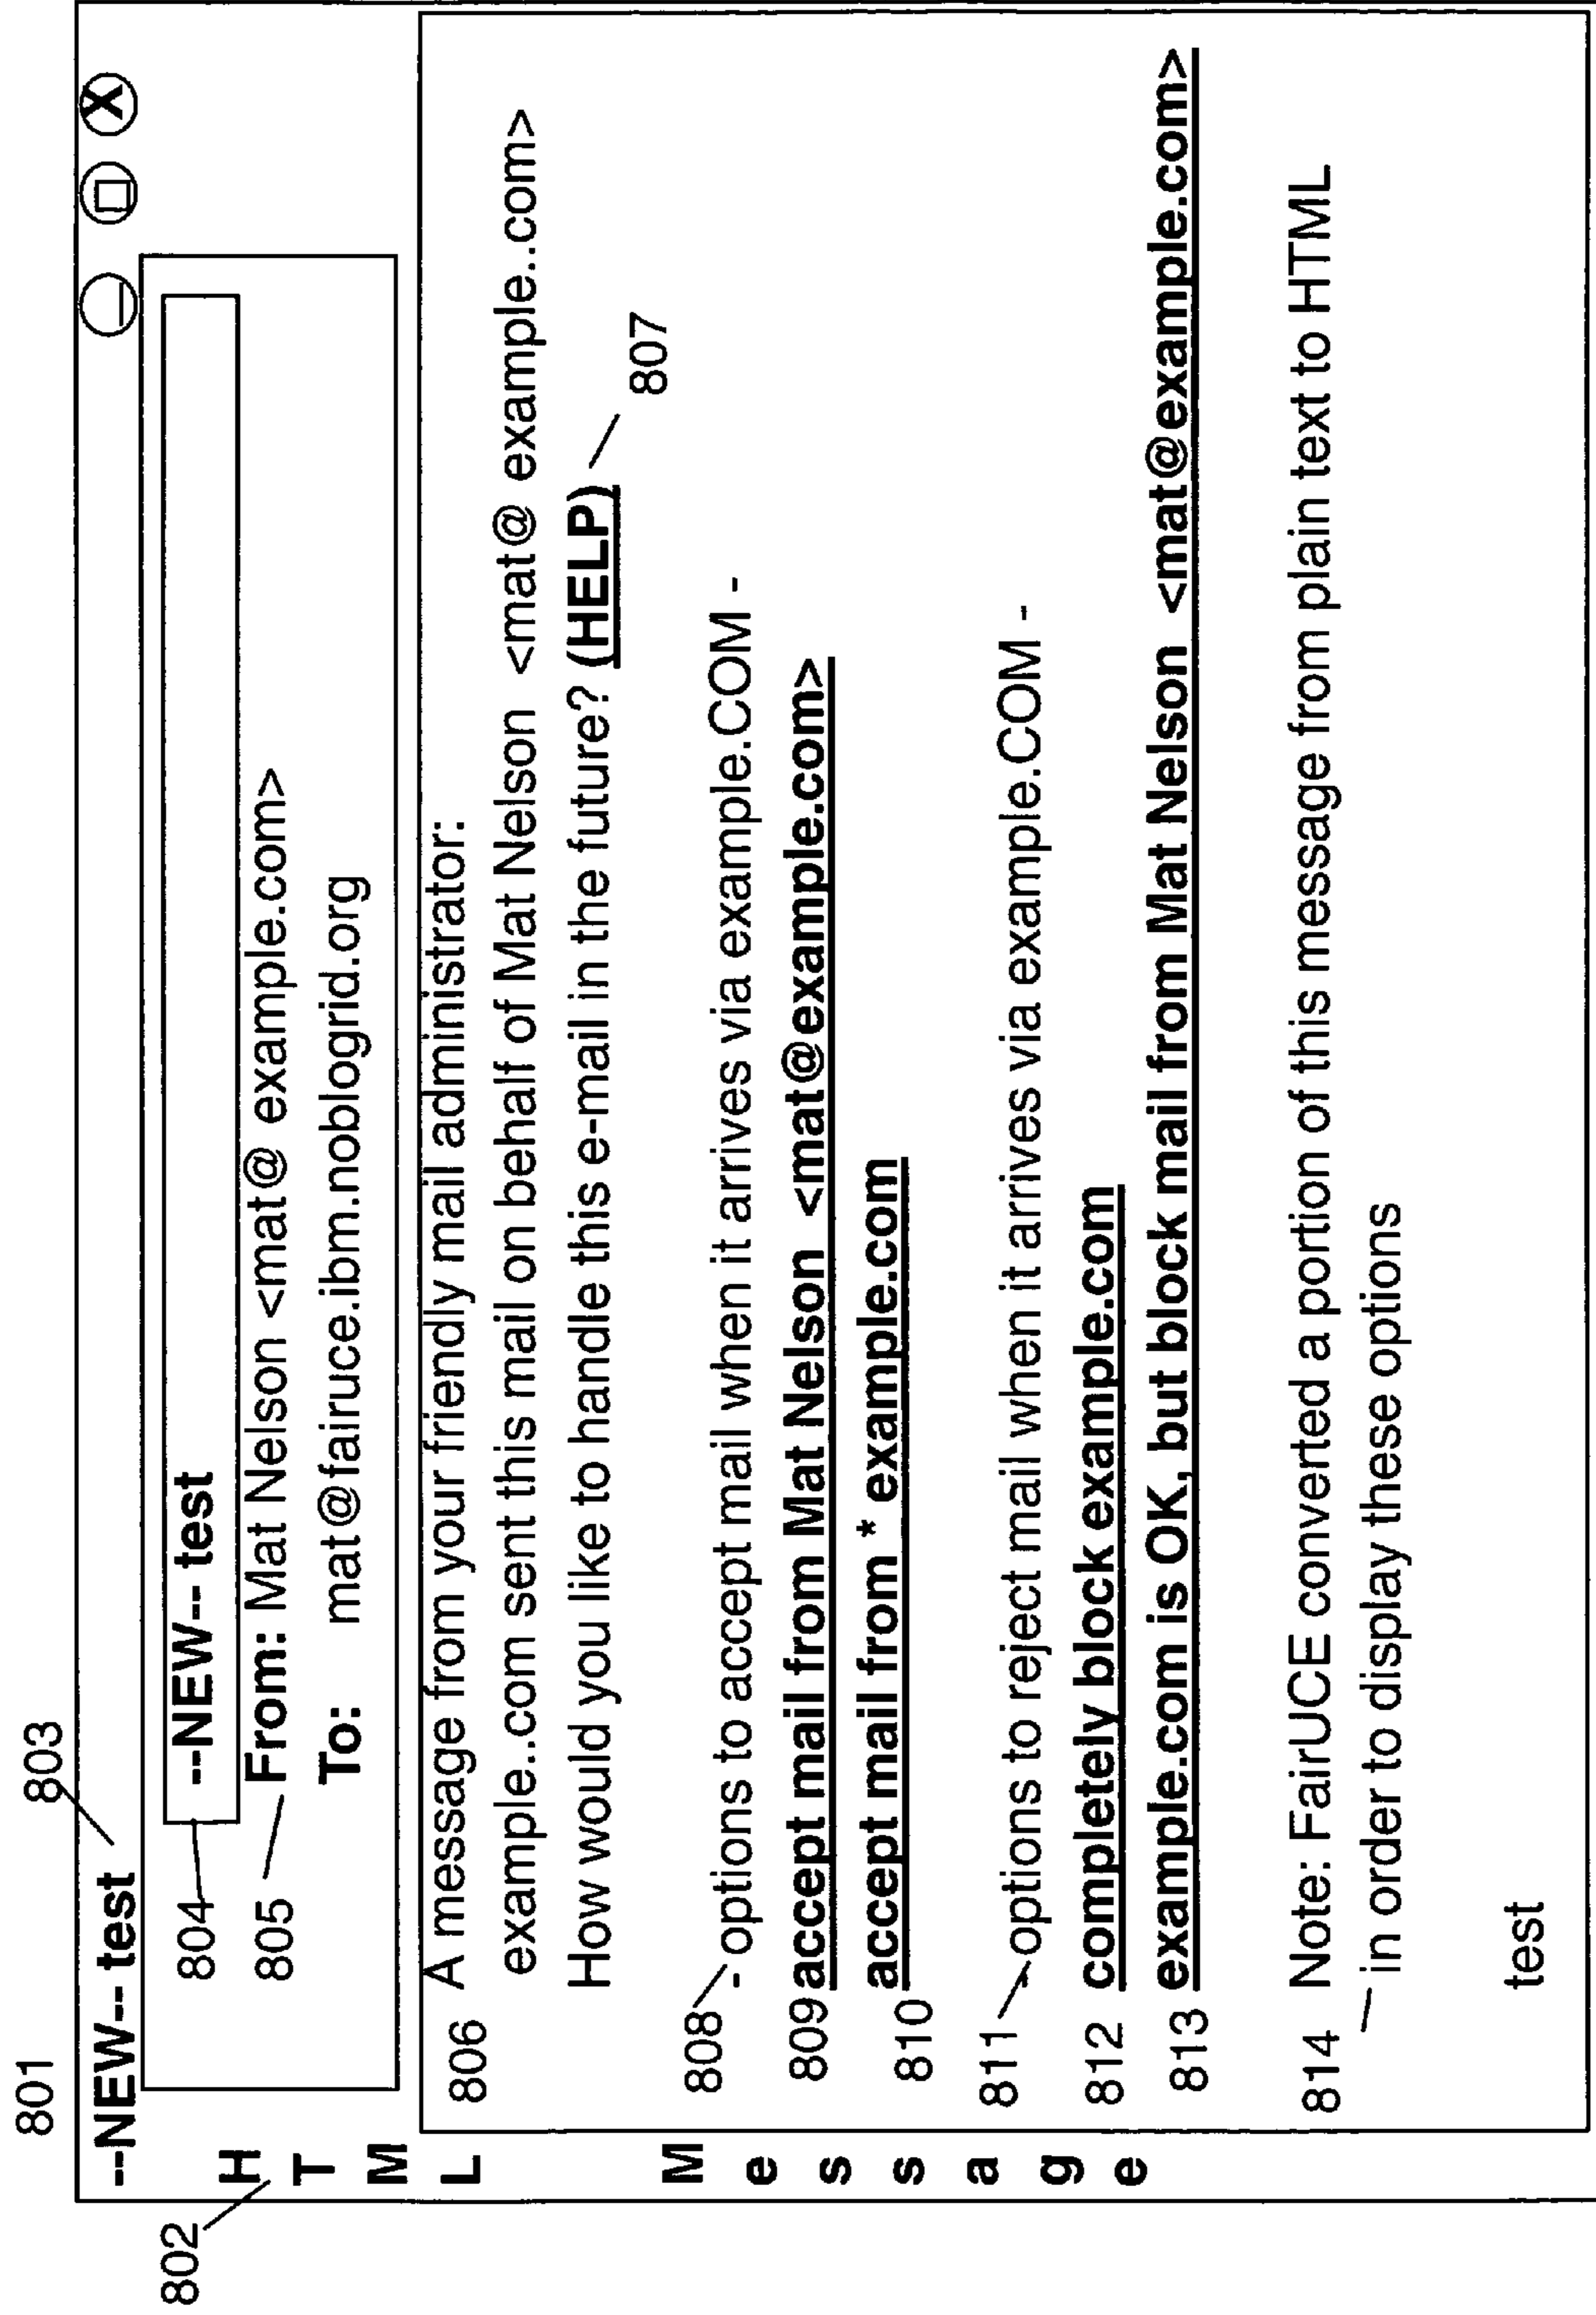 801
803
--NEW-- test
X
802
HTML Message
804
--NEW-- test
805
From: Mat Nelson <mat@ example.com>
To: mat@fairuce.ibm.noblogrid.org
806 A message from your friendly mail administrator:
example..com sent this mail on behalf of Mat Nelson <mat@ example..com>
How would you like to handle this e-mail in the future? (HELP)
807
808 - options to accept mail when it arrives via example.COM -
809 accept mail from Mat Nelson <mat@example.com>
810 accept mail from * example.com
811 - options to reject mail when it arrives via example.COM -
812 completely block example.com
813 example.com is OK, but block mail from Mat Nelson <mat@example.com>
814 Note: FairUCE converted a portion of this message from plain text to HTML
in order to display these options
test